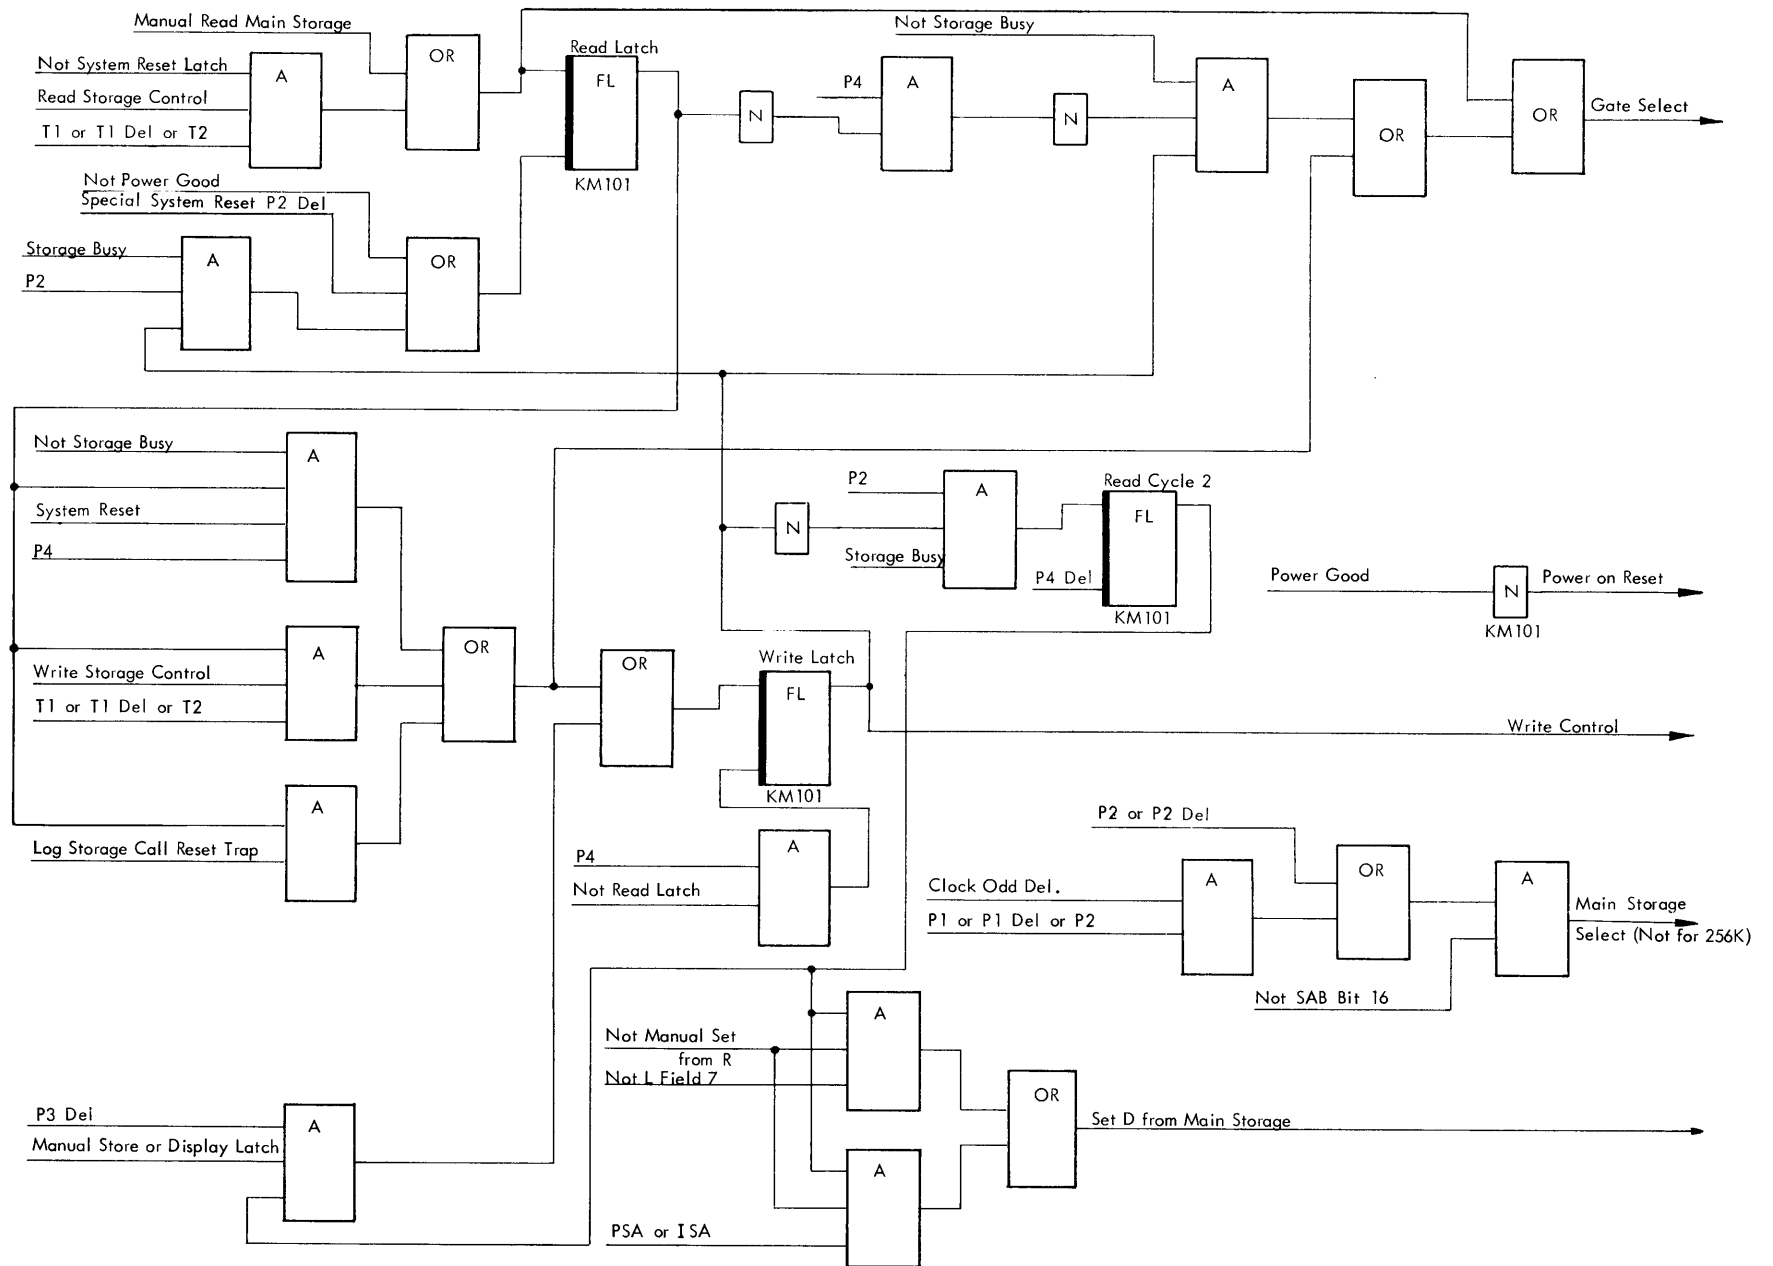 Manual Read Main Storage
Not System Reset Latch
Read Storage Control
T1 or T1 Del or T2
A
OR
Read Latch
FL
KM101
Not Power Good
Special System Reset P2 Del
Storage Busy
P2
A
OR
Not Storage Busy
P4
N
A
N
A
OR
OR
Gate Select
Not Storage Busy
System Reset
P4
A
Write Storage Control
T1 or T1 Del or T2
A
Log Storage Call Reset Trap
A
OR
OR
Write Latch
FL
KM101
P4
Not Read Latch
A
N
P2
Storage Busy
A
Read Cycle 2
FL
P4 Del
KM101
Power Good
N
KM101
Power on Reset
Write Control
P2 or P2 Del
Clock Odd Del.
P1 or P1 Del or P2
A
OR
Not SAB Bit 16
A
Main Storage
Select (Not for 256K)
Not Manual Set
from R
Not L Field 7
A
PSA or ISA
A
OR
Set D from Main Storage
P3 Del
Manual Store or Display Latch
A